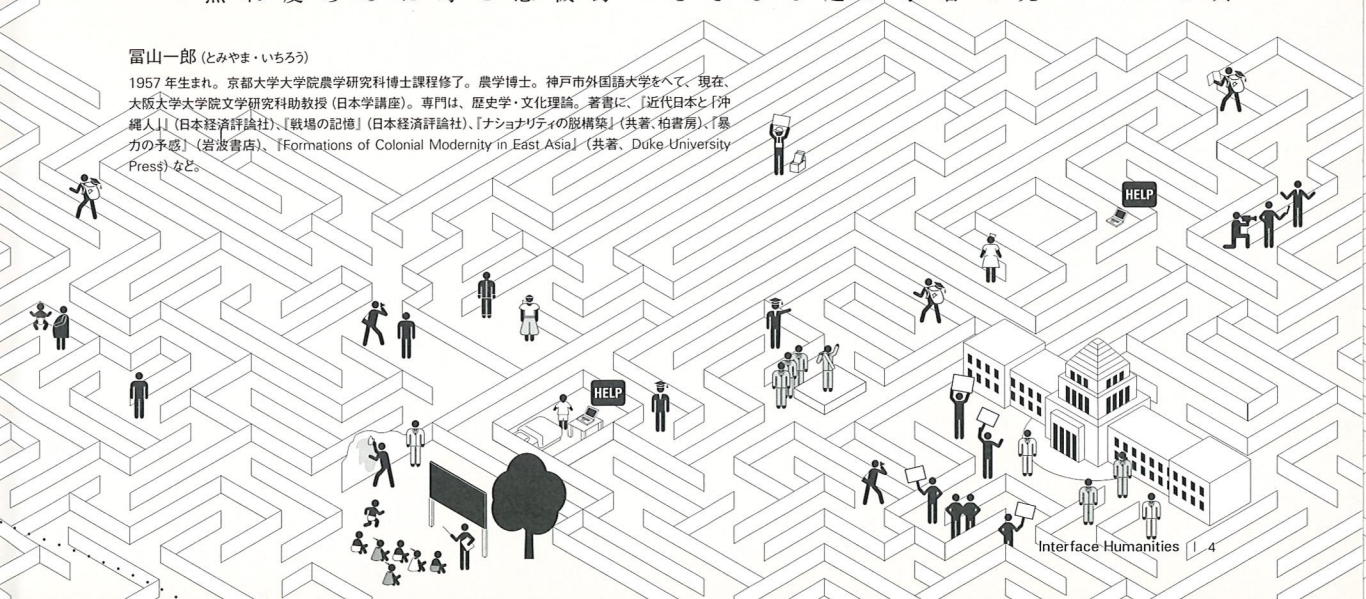 冨山一郎 (とみやま・いちろう)
1957 年生まれ。京都大学大学院農学研究科博士課程修了。農学博士。神戸市外国語大学をへて、現在、
大阪大学大学院文学研究科助教授 (日本学講座)。専門は、歴史学・文化理論。著書に、『近代日本と「沖
縄人」』(日本経済評論社)、『戦場の記憶』(日本経済評論社)、『ナショナリティの脱構築』(共著、柏書房)、『暴
力の予感』(岩波書店)、『Formations of Colonial Modernity in East Asia』(共著、Duke University
Press) など。
HELP
HELP
Interface Humanities | 4